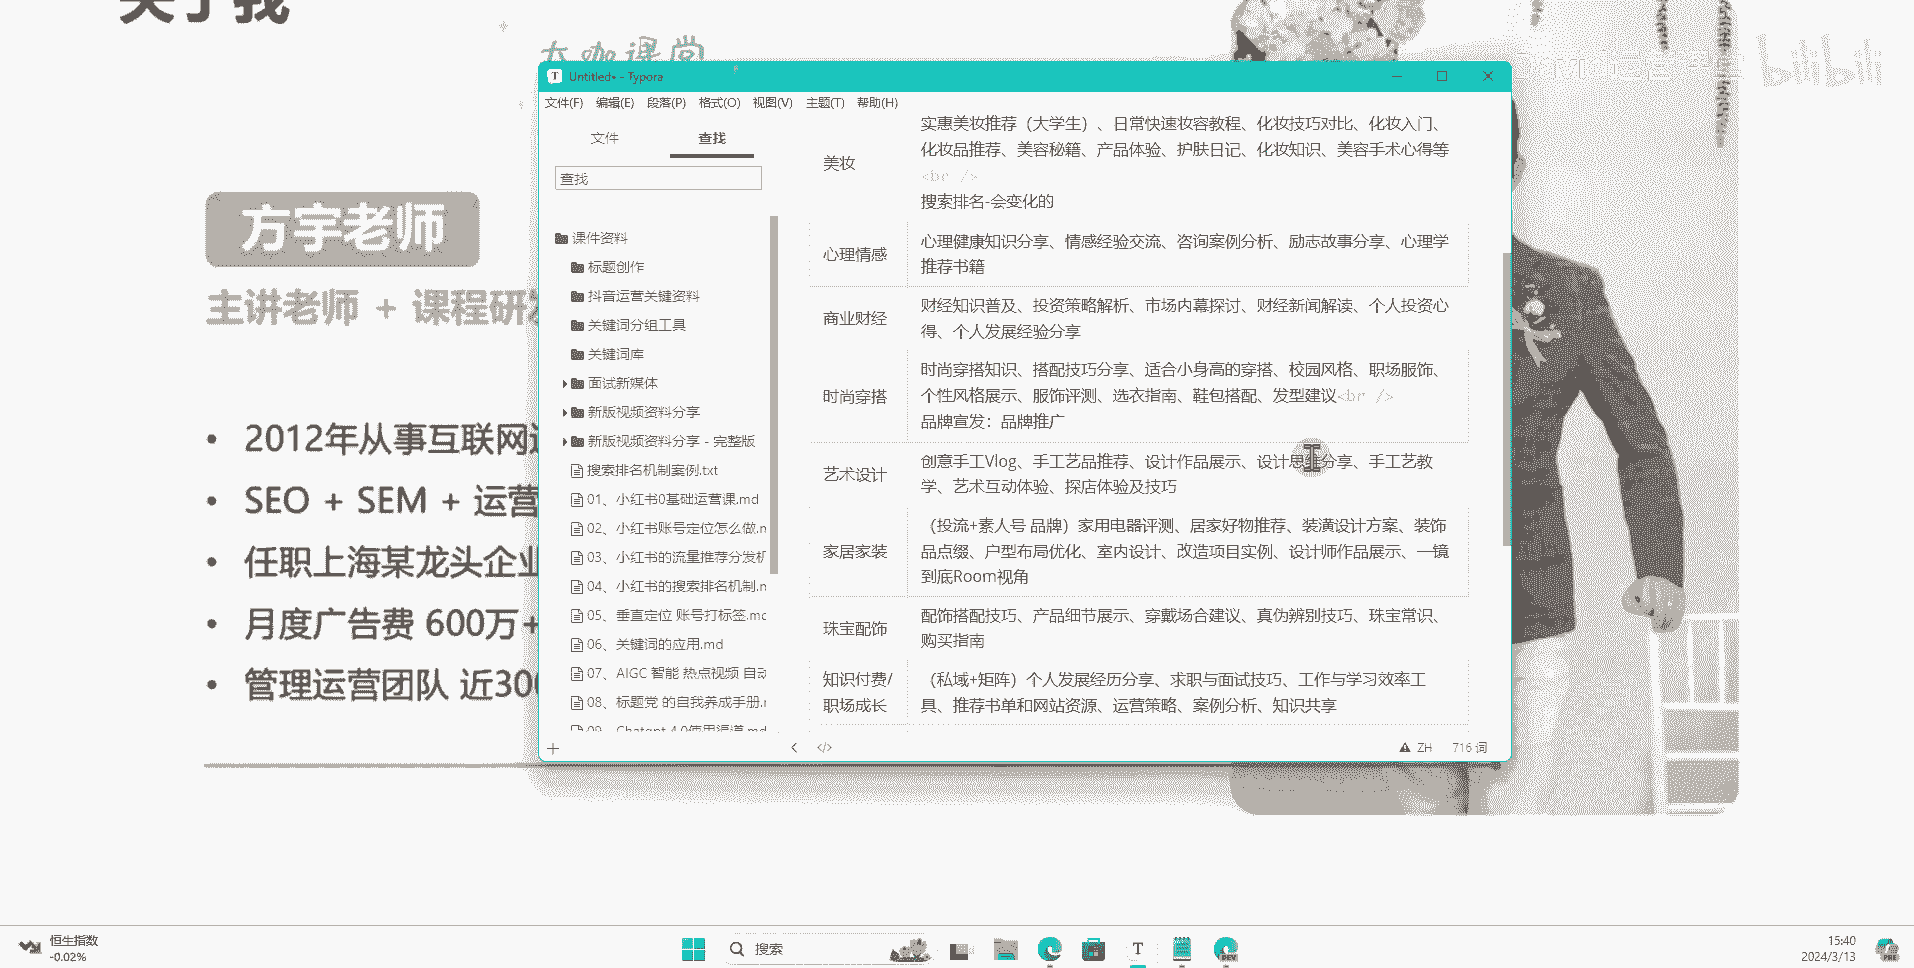 关于我
大咖课堂
bilibili
方宇老师
主讲老师 + 课程研发
2012年从事互联网运
SEO + SEM + 运营
任职上海某龙头企业
月度广告费 600万+
管理运营团队 近300
Untitled• - Typora
文件(F) 编辑(E) 段落(P) 格式(O) 视图(V) 主题(T) 帮助(H)
文件 查找
查找
课件资料
标题创作
抖音运营关键资料
关键词分组工具
关键词库
面试新媒体
新版视频资料分享
新版视频资料分享 - 完整版
搜索排名机制案例.txt
01、小红书0基础运营课.md
02、小红书账号定位怎么做.m
03、小红书的流量推荐分发机
04、小红书的搜索排名机制.m
05、垂直定位 账号打标签.mc
06、关键词的应用.md
07、AIGC 智能 热点视频 自动
08、标题党 的自我养成手册.r
09、Chatgpt 4.0使用渠道.md
美妆
实惠美妆推荐（大学生）、日常快速妆容教程、化妆技巧对比、化妆入门、
化妆品推荐、美容秘籍、产品体验、护肤日记、化妆知识、美容手术心得等
<br />
搜索排名-会变化的
心理情感
心理健康知识分享、情感经验交流、咨询案例分析、励志故事分享、心理学
推荐书籍
商业财经
财经知识普及、投资策略解析、市场内幕探讨、财经新闻解读、个人投资心
得、个人发展经验分享
时尚穿搭
时尚穿搭知识、搭配技巧分享、适合小身高的穿搭、校园风格、职场服饰、
个性风格展示、服饰评测、选衣指南、鞋包搭配、发型建议<br />
品牌宣发：品牌推广
艺术设计
创意手工Vlog、手工艺品推荐、设计作品展示、设计思维分享、手工艺教
学、艺术互动体验、探店体验及技巧
家居家装
（投流+素人号 品牌）家用电器评测、居家好物推荐、装潢设计方案、装饰
品点缀、户型布局优化、室内设计、改造项目实例、设计师作品展示、一镜
到底Room视角
珠宝配饰
配饰搭配技巧、产品细节展示、穿戴场合建议、真伪辨别技巧、珠宝常识、
购买指南
知识付费/
职场成长
（私域+矩阵）个人发展经历分享、求职与面试技巧、工作与学习效率工
具、推荐书单和网站资源、运营策略、案例分析、知识共享
ZH 716 词
恒生指数
-0.02%
搜索
15:40
2024/3/13